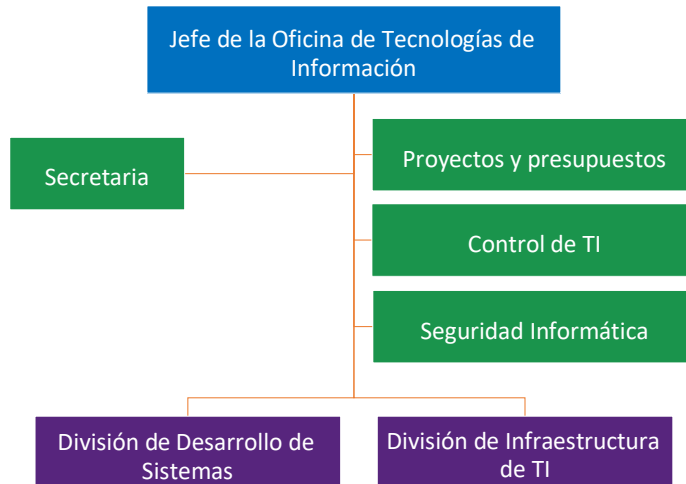 Jefe de la Oficina de Tecnologías de
Información
Secretaria
Proyectos y presupuestos
Control de TI
Seguridad Informática
División de Desarrollo de
Sistemas
División de Infraestructura
de TI